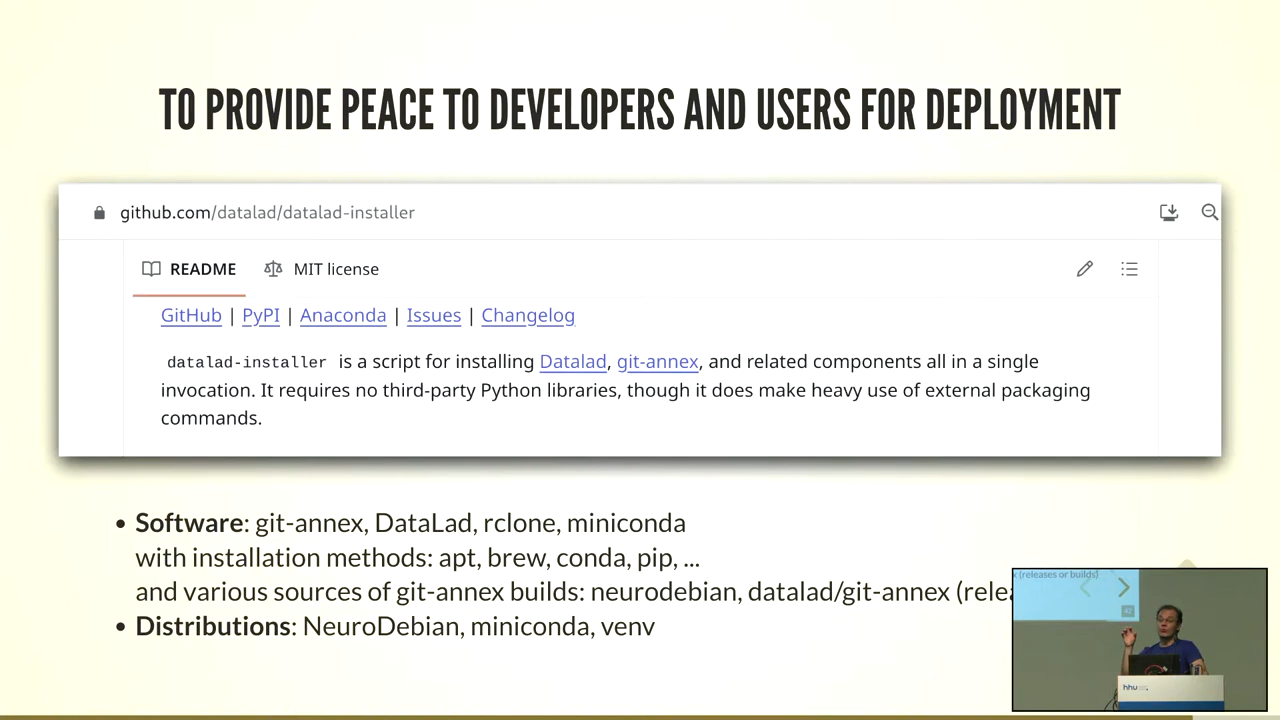 TO PROVIDE PEACE TO DEVELOPERS AND USERS FOR DEPLOYMENT
github.com/datalad/datalad-installer
README MIT license
GitHub | PyPI | Anaconda | Issues | Changelog
datalad-installer is a script for installing Datalad, git-annex, and related components all in a single
invocation. It requires no third-party Python libraries, though it does make heavy use of external packaging
commands.
• Software: git-annex, DataLad, rclone, miniconda
with installation methods: apt, brew, conda, pip, ...
and various sources of git-annex builds: neurodebian, datalad/git-annex (relea
• Distributions: NeuroDebian, miniconda, venv
x (releases or builds)
hhu